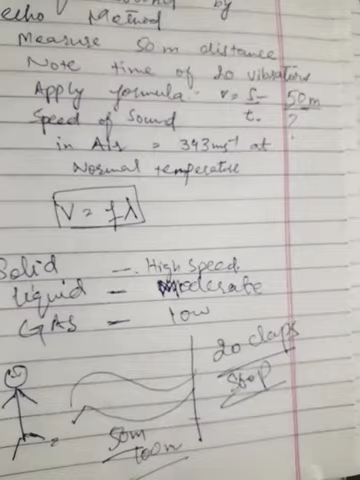 echo Method by
Measure 50m distance
Note time of 20 vibrations
Apply formula: v = S/t. 50m/?
Speed of Sound
in Air = 343ms⁻¹ at
Normal temperature
V = fλ
Solid --. High Speed.
liquid – Moderate
GAS – low
20 claps
Stop
50m
100m